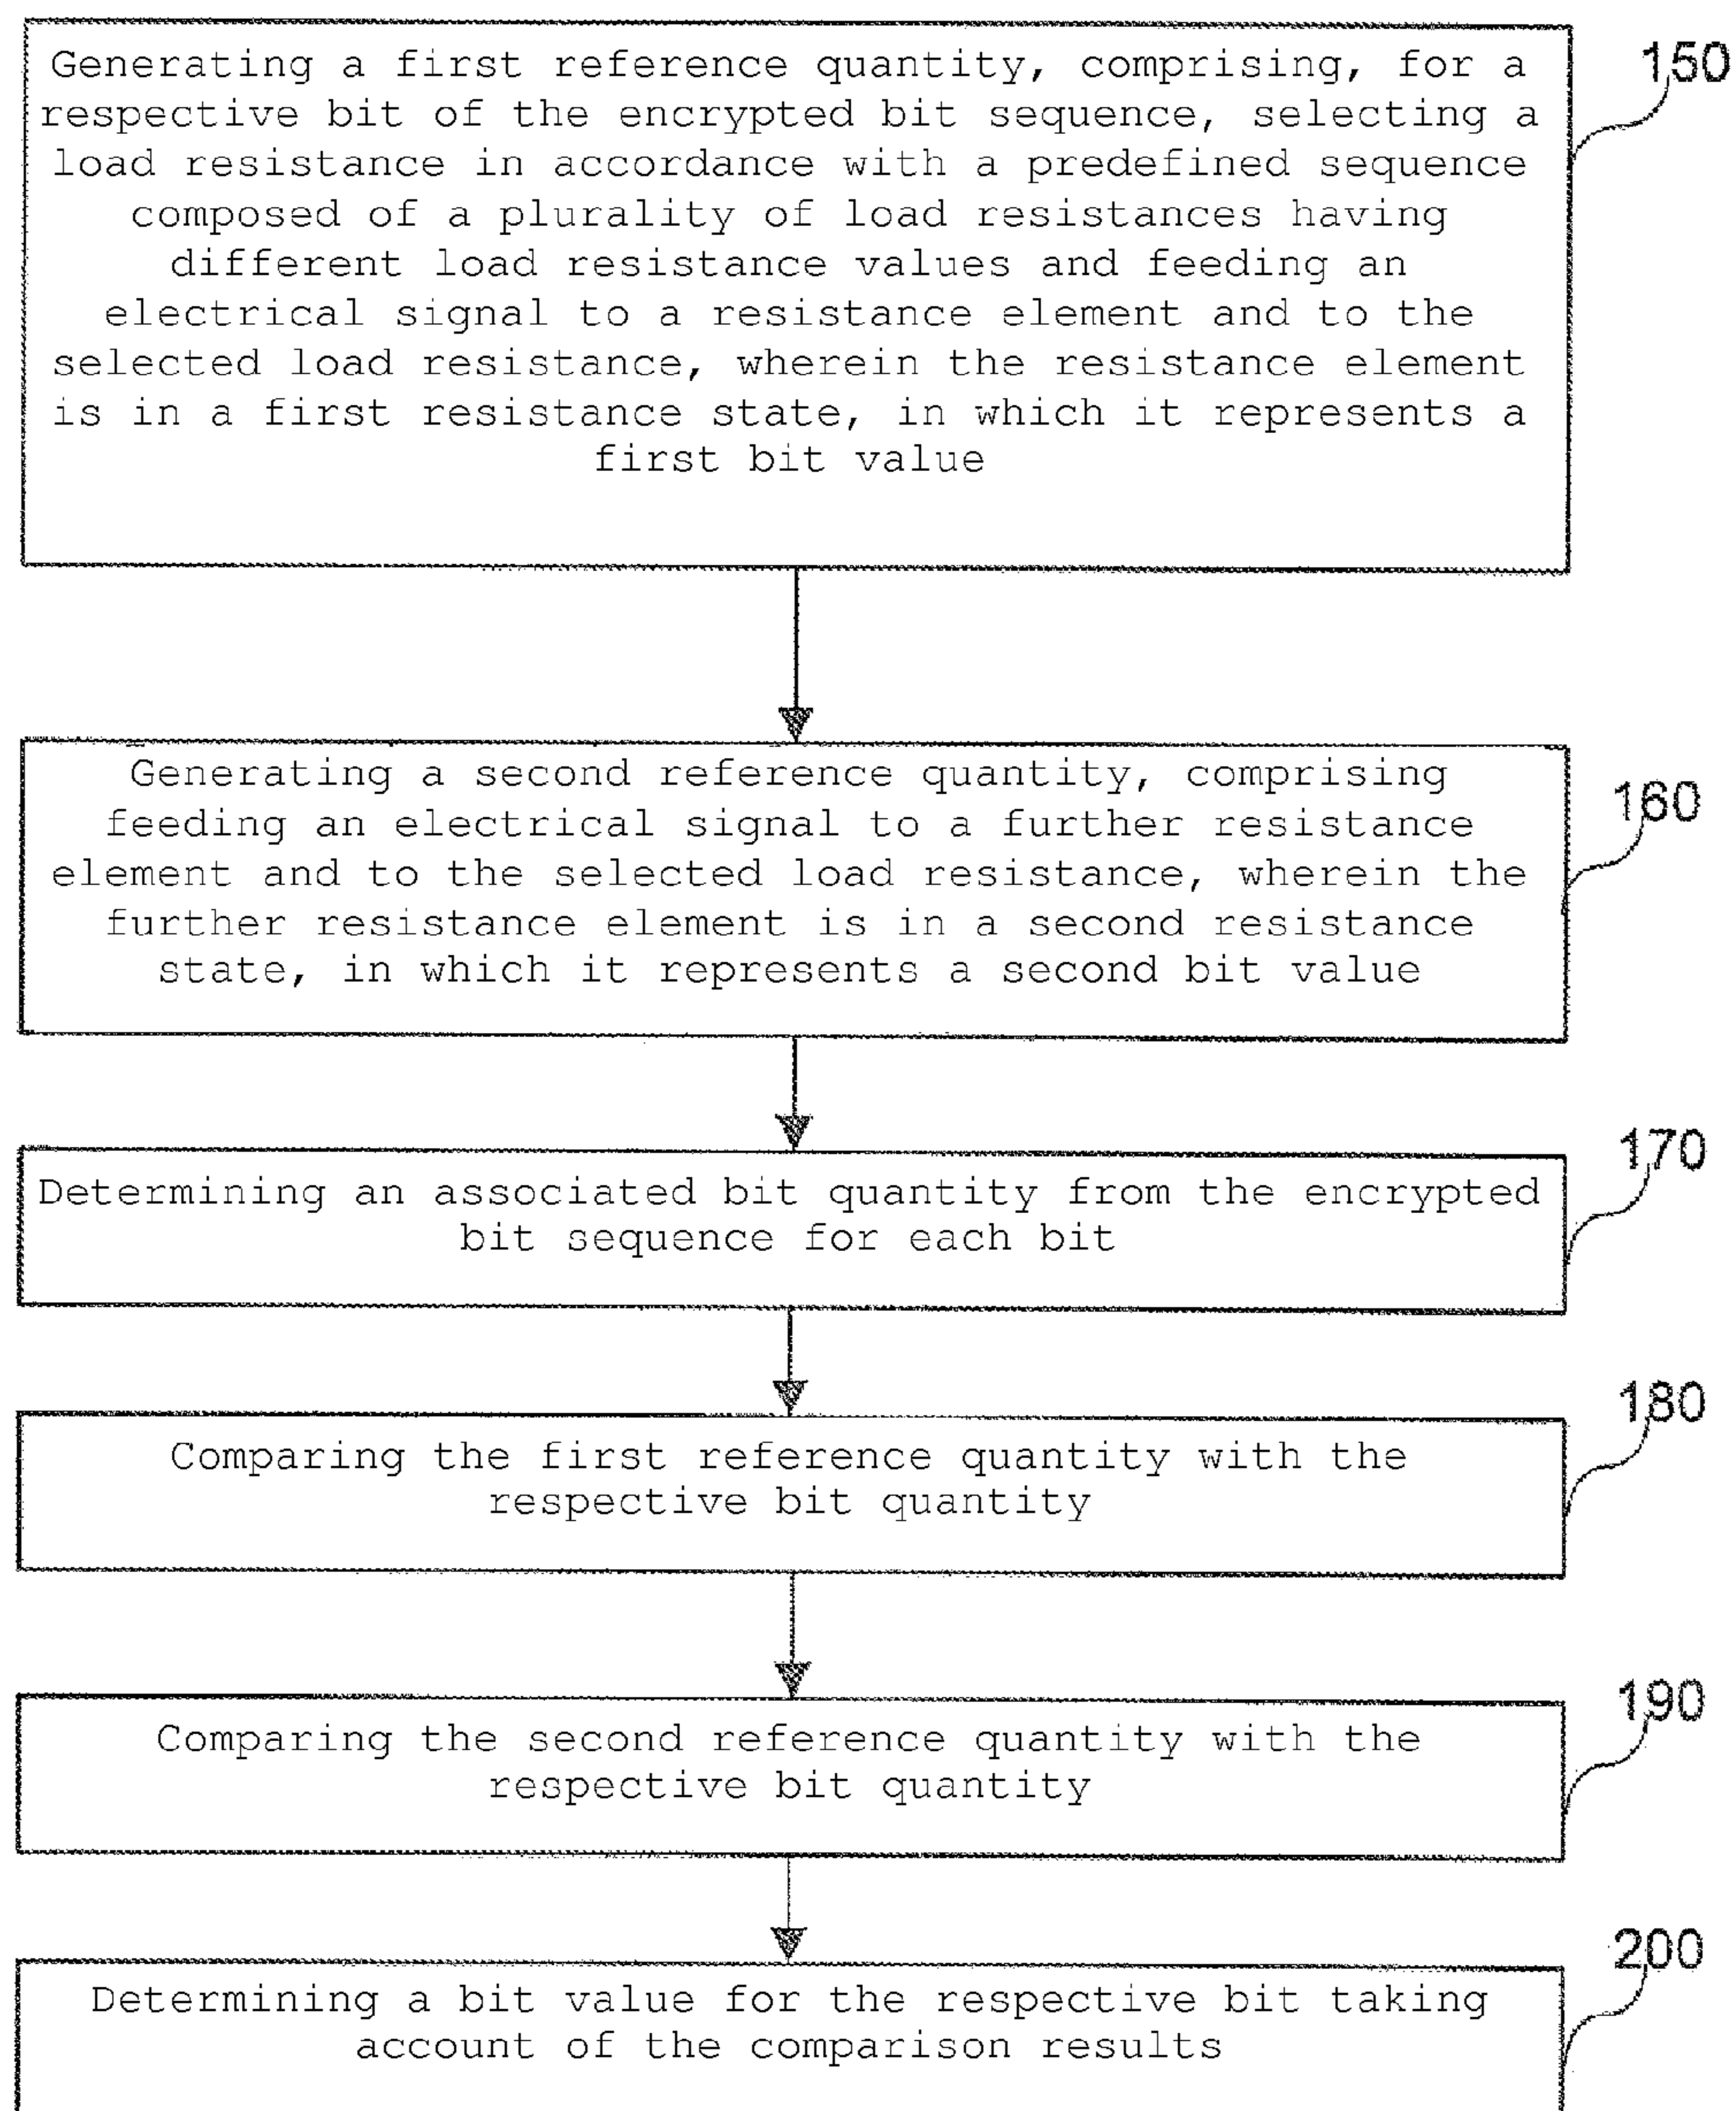 Generating a first reference quantity, comprising, for a
150
respective bit of the encrypted bit sequence, selecting a
load resistance in accordance with a predefined sequence
composed of a plurality of load resistances having
different load resistance values and feeding an
electrical signal to a resistance element and to the
selected load resistance, wherein the resistance element
is in a first resistance state, in which it represents a
first bit value
Generating a second reference quantity, comprising
160
feeding an electrical signal to a further resistance
element and to the selected load resistance, wherein the
further resistance element is in a second resistance
state, in which it represents a second bit value
170
Determining an associated bit quantity from the encrypted
bit sequence for each bit
180
Comparing the first reference quantity with the
respective bit quantity
190
Comparing the second reference quantity with the
respective bit quantity
200
Determining a bit value for the respective bit taking
account of the comparison results